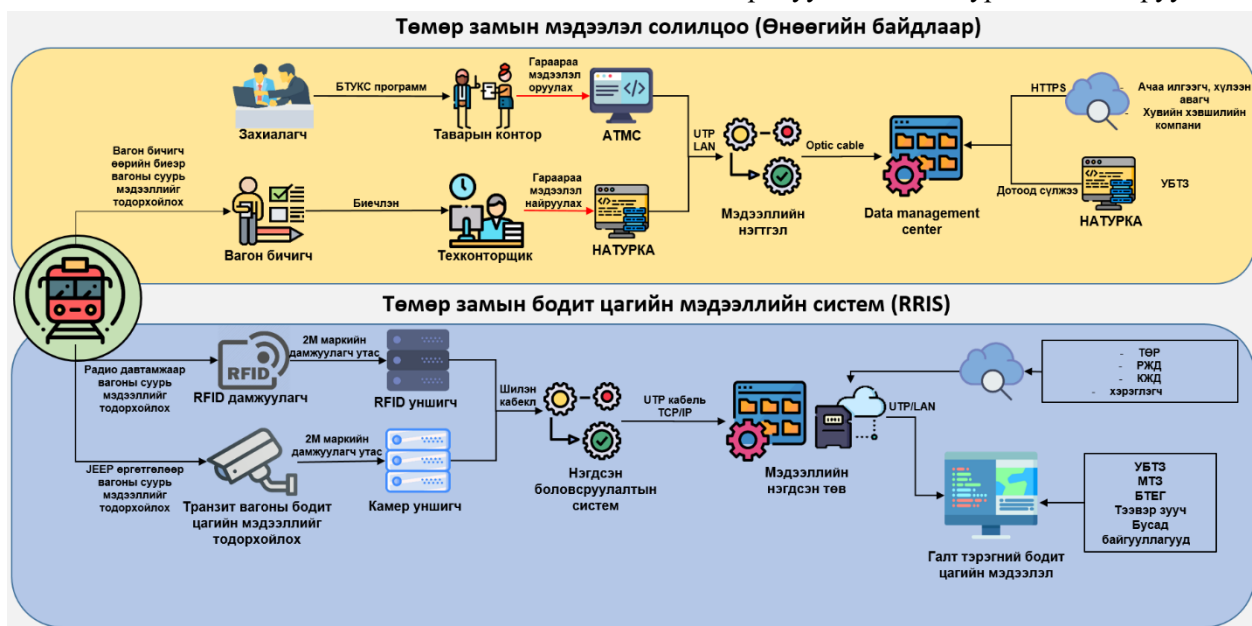 Төмөр замын мэдээлэл солилцоо (Өнөөгийн байдлаар)
Захиалагч
БТУКС программ
Таварын контор
Гараараа
мэдээлэл
оруулах
АТМС
UTP
LAN
Мэдээллийн
нэгтгэл
Optic cable
Data management
center
HTTPS
- Ачаа илгээгч, хүлээн
авагч
- Хувийн хэвшилийн
компани
Дотоод сүлжээ
УБТЗ
НАТУРКА
Вагон бичигч
өөрийн биеэр
вагоны суурь
мэдээллийг
тодорхойлох
Вагон бичигч
Биечлэн
Техконторщик
Гараараа
мэдээлэл
найруулах
НАТУРКА
Төмөр замын бодит цагийн мэдээллийн систем (RRIS)
Радио давтамжаар
вагоны суурь
мэдээллийг
тодорхойлох
RFID
RFID дамжуулагч
2М маркийн
дамжуулагч утас
RFID уншигч
Шилэн
кабекл
JEEP өргөтгөлөөр
вагоны суурь
мэдээллийг
тодорхойлох
Транзит вагоны бодит
цагийн мэдээллийг
тодорхойлох
2М маркийн
дамжуулагч утас
Камер уншигч
Нэгдсэн
боловсруулалтын
систем
UTP кабель
TCP/IP
Мэдээллийн
нэгдсэн төв
UTP/LAN
- ТӨР
- РЖД
- КЖД
- хэрэглэгч
Галт тэрэгний бодит
цагийн мэдээлэл
УБТЗ
МТЗ
БТЕГ
Тээвэр зууч
Бусад
байгууллагууд